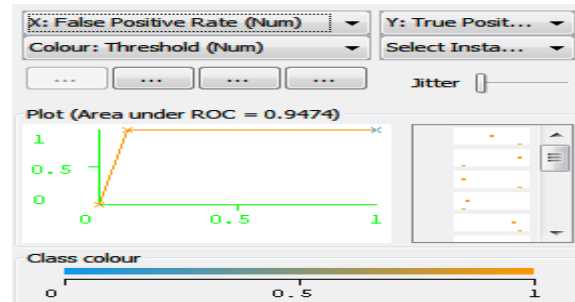 X: False Positive Rate (Num) Y: True Posit...
Colour: Threshold (Num) Select Insta...
... ... ... ... Jitter
Plot (Area under ROC = 0.9474)
1
0.5
0
0 0.5 1
Class colour
0 0.5 1